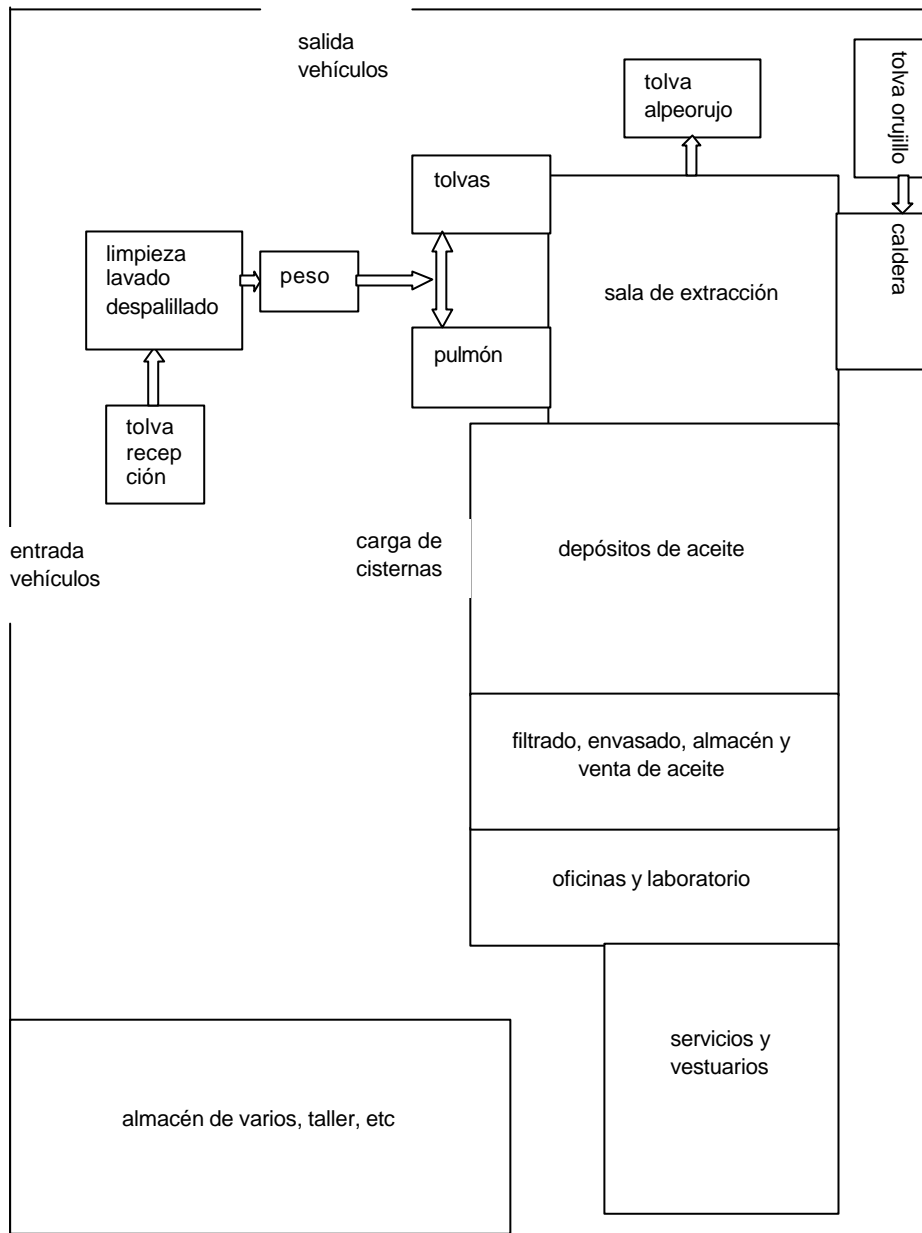 salida
vehículos
tolva
alpeorujo
tolva orujillo
tolvas
caldera
limpieza
lavado
despalillado
peso
sala de extracción
pulmón
tolva
recep
ción
entrada
vehículos
carga de
cisternas
depósitos de aceite
filtrado, envasado, almacén y
venta de aceite
oficinas y laboratorio
servicios y
vestuarios
almacén de varios, taller, etc